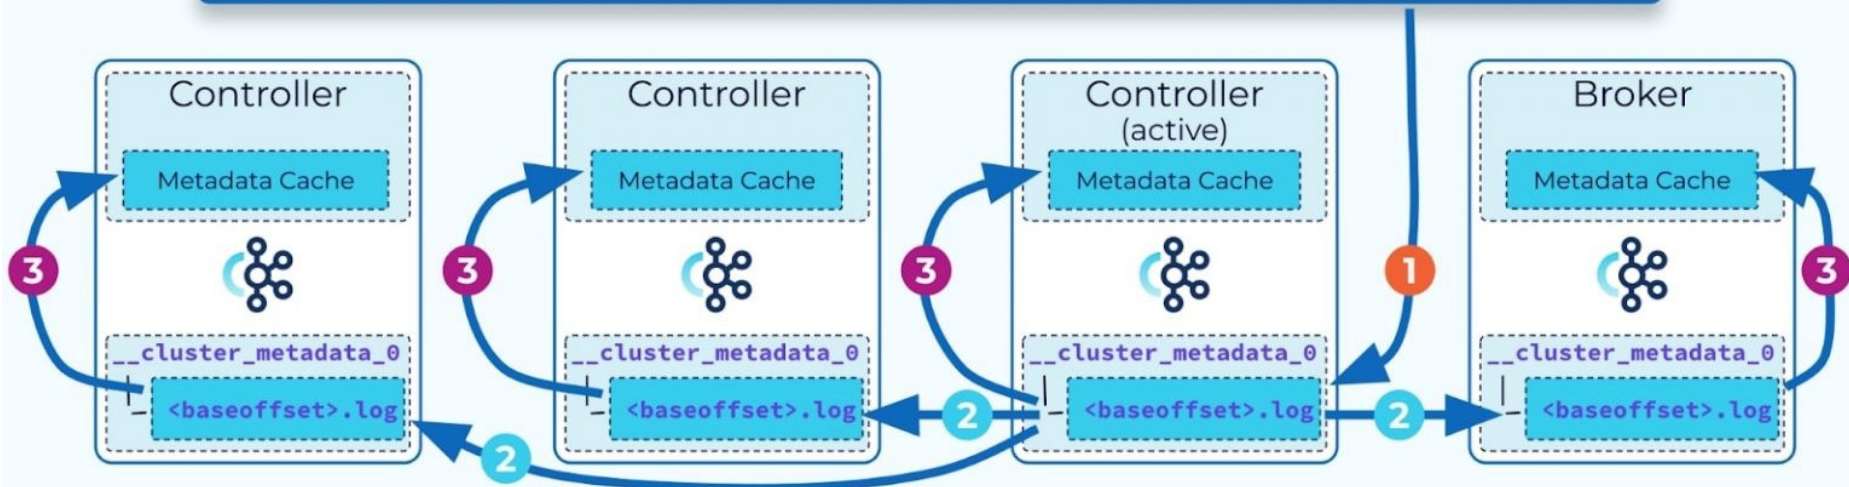 Controller
Metadata Cache
3
__cluster_metadata_0
<baseoffset>.log
2
Controller
Metadata Cache
3
__cluster_metadata_0
<baseoffset>.log
2
Controller
(active)
Metadata Cache
3
1
__cluster_metadata_0
<baseoffset>.log
2
Broker
Metadata Cache
3
__cluster_metadata_0
<baseoffset>.log